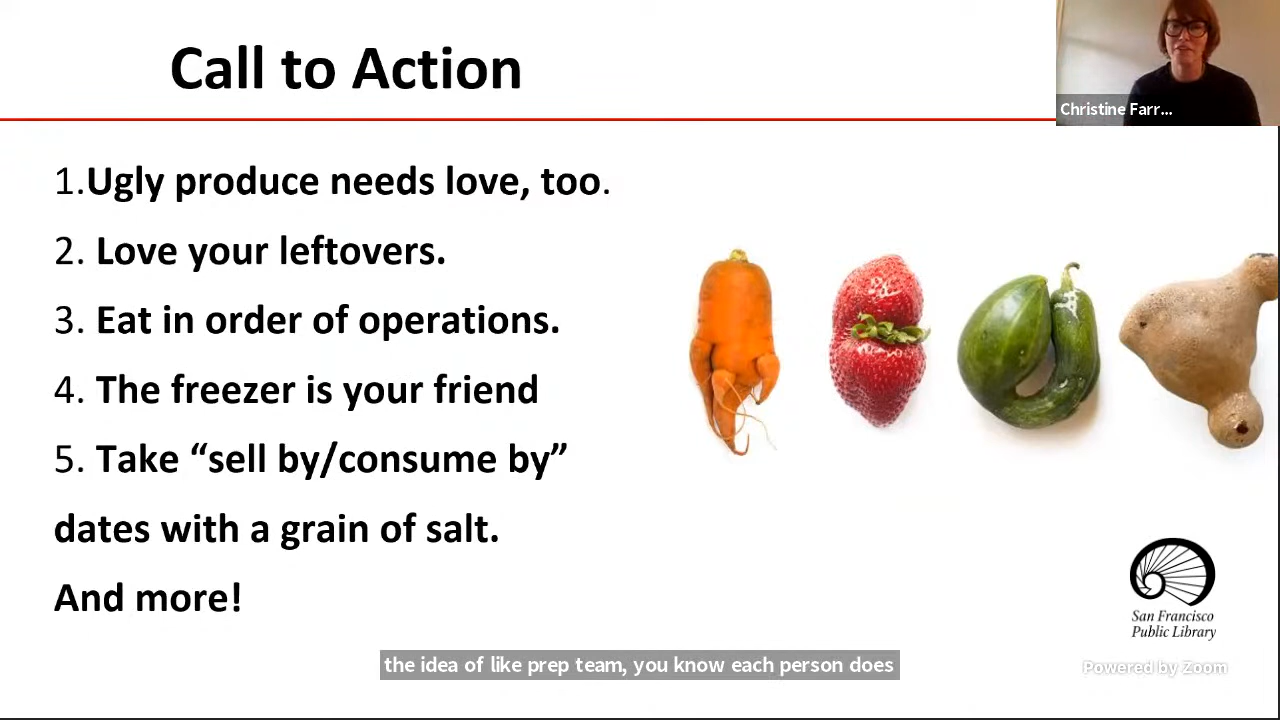 Call to Action
Christine Farr...
1.Ugly produce needs love, too.
2. Love your leftovers.
3. Eat in order of operations.
4. The freezer is your friend
5. Take “sell by/consume by”
dates with a grain of salt.
And more!
San Francisco
Public Library
the idea of like prep team, you know each person does
Powered by Zoom